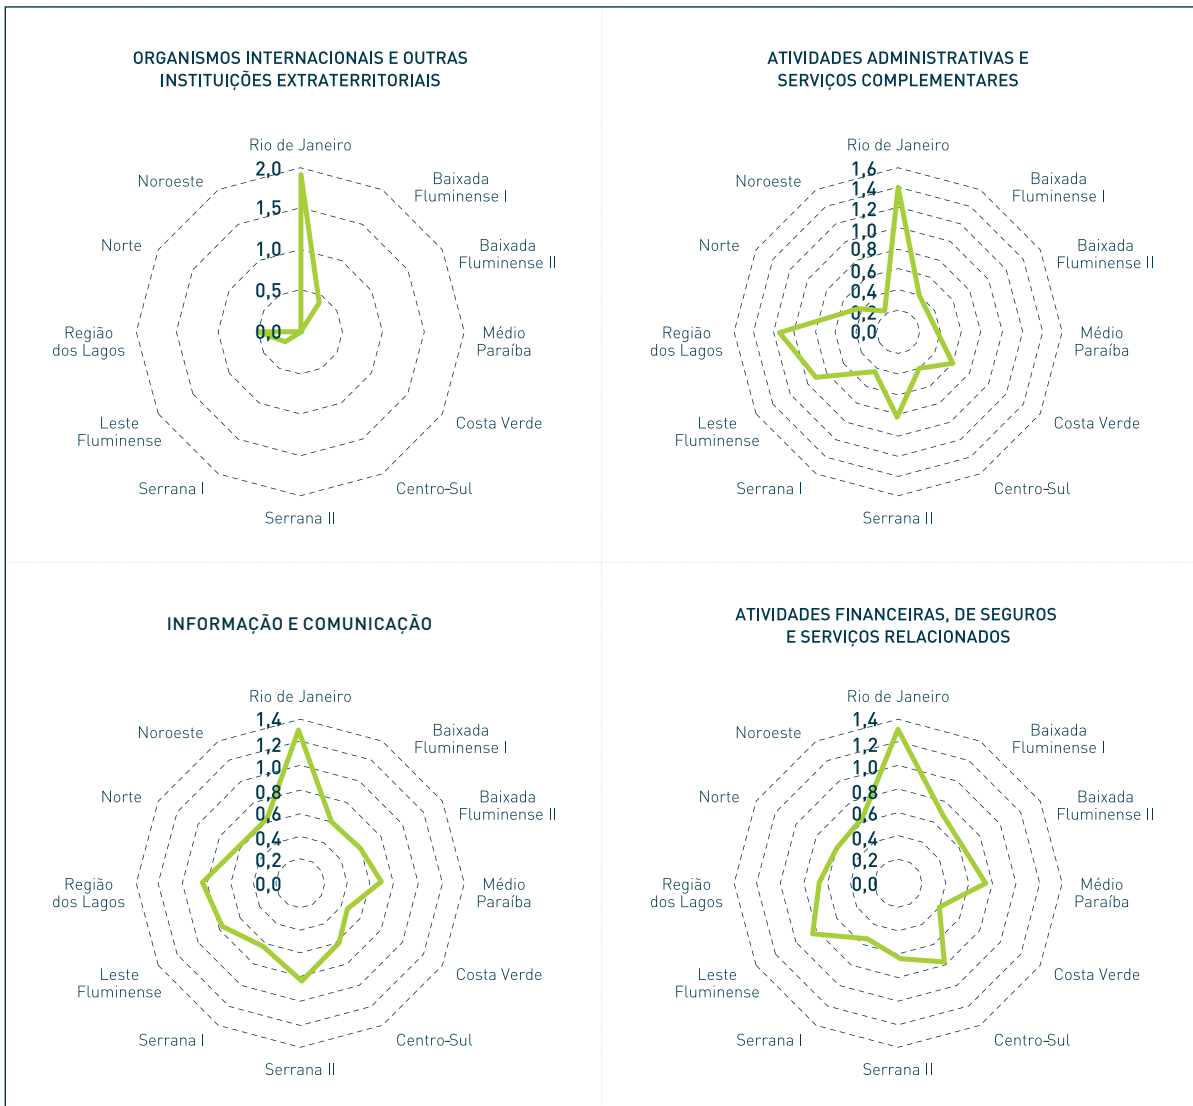 ORGANISMOS INTERNACIONAIS E OUTRAS
INSTITUIÇÕES EXTRATERRITORIAIS
Rio de Janeiro
Baixada
Fluminense I
Baixada
Fluminense II
Médio
Paraíba
Costa Verde
Centro-Sul
Serrana II
Serrana I
Leste
Fluminense
Região
dos Lagos
Norte
Noroeste
2,0
1,5
1,0
0,5
0,0
ATIVIDADES ADMINISTRATIVAS E
SERVIÇOS COMPLEMENTARES
Rio de Janeiro
Baixada
Fluminense I
Baixada
Fluminense II
Médio
Paraíba
Costa Verde
Centro-Sul
Serrana II
Serrana I
Leste
Fluminense
Região
dos Lagos
Norte
Noroeste
1,6
1,4
1,2
1,0
0,8
0,6
0,4
0,2
0,0
INFORMAÇÃO E COMUNICAÇÃO
Rio de Janeiro
Baixada
Fluminense I
Baixada
Fluminense II
Médio
Paraíba
Costa Verde
Centro-Sul
Serrana II
Serrana I
Leste
Fluminense
Região
dos Lagos
Norte
Noroeste
1,4
1,2
1,0
0,8
0,6
0,4
0,2
0,0
ATIVIDADES FINANCEIRAS, DE SEGUROS
E SERVIÇOS RELACIONADOS
Rio de Janeiro
Baixada
Fluminense I
Baixada
Fluminense II
Médio
Paraíba
Costa Verde
Centro-Sul
Serrana II
Serrana I
Leste
Fluminense
Região
dos Lagos
Norte
Noroeste
1,4
1,2
1,0
0,8
0,6
0,4
0,2
0,0